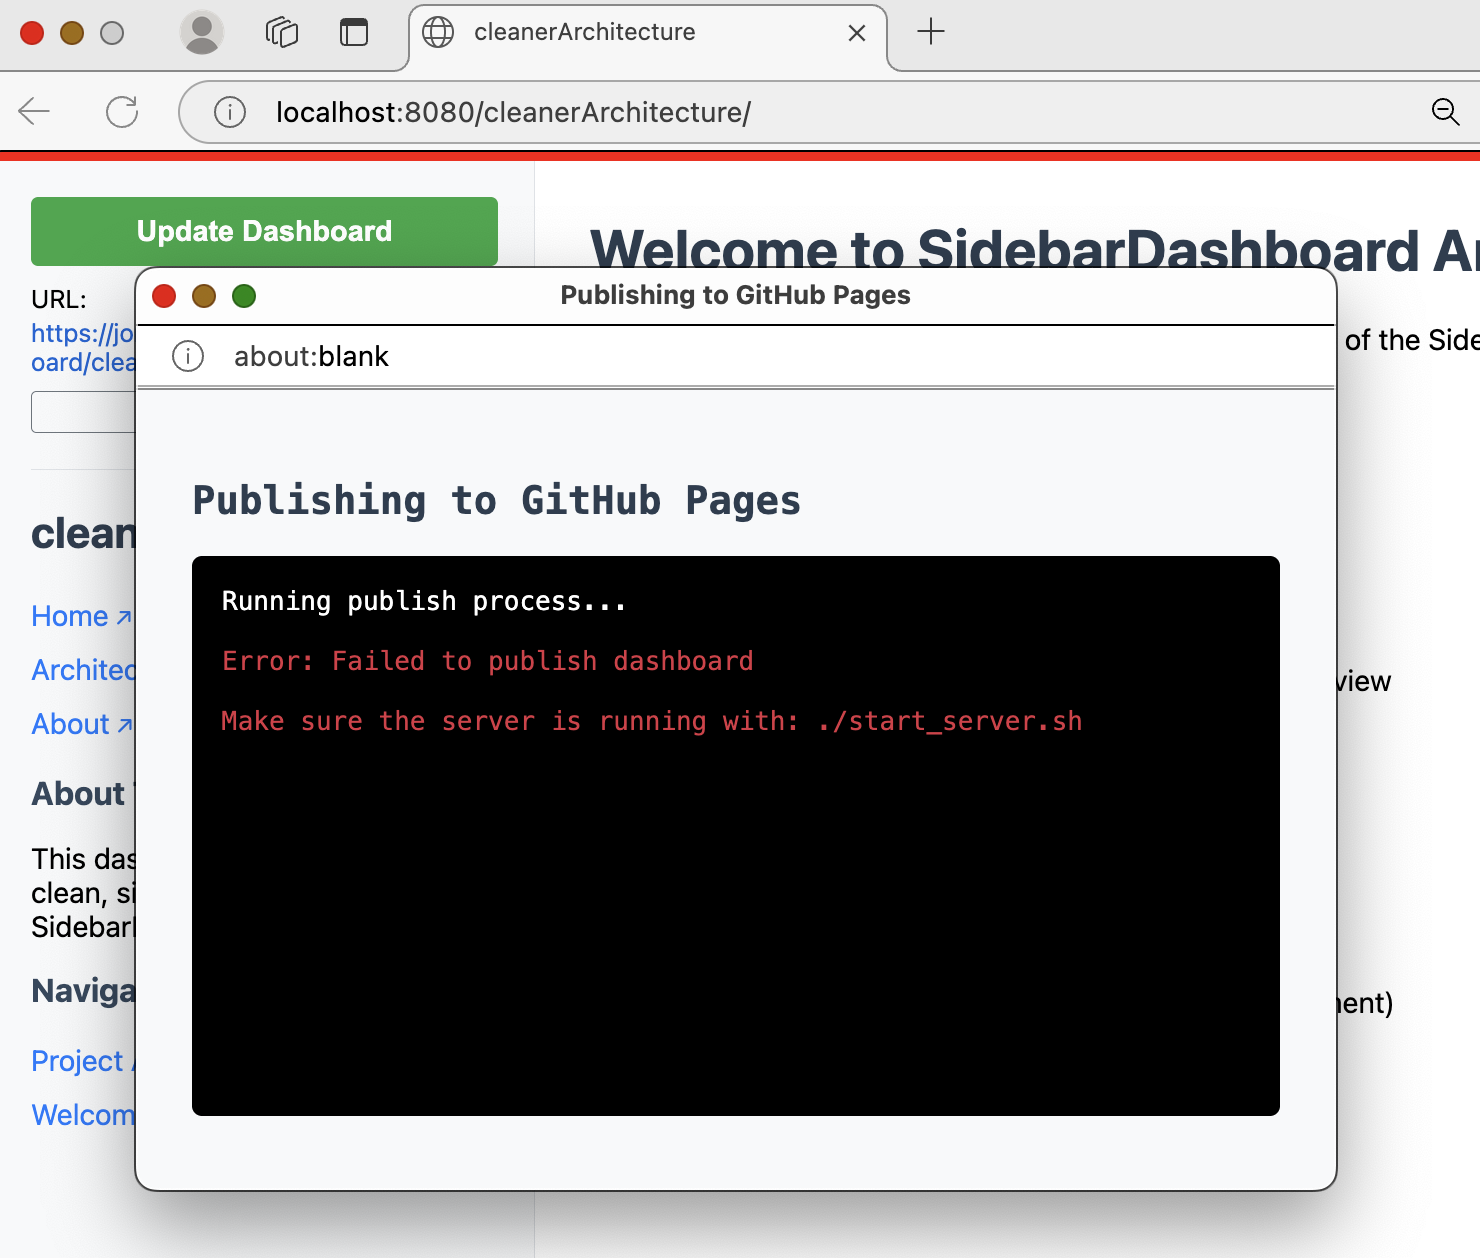 cleanerArchitecture
localhost:8080/cleanerArchitecture/
Update Dashboard
Welcome to SidebarDashboard
URL:
https://jo
oard/clea
of the Side
Publishing to GitHub Pages
about:blank
Publishing to GitHub Pages
Running publish process...
Error: Failed to publish dashboard
Make sure the server is running with: ./start_server.sh
clean
Home ↗
Architec
About ↗
About
This das
clean, si
Sidebar
Naviga
Project
Welcom
view
ent)